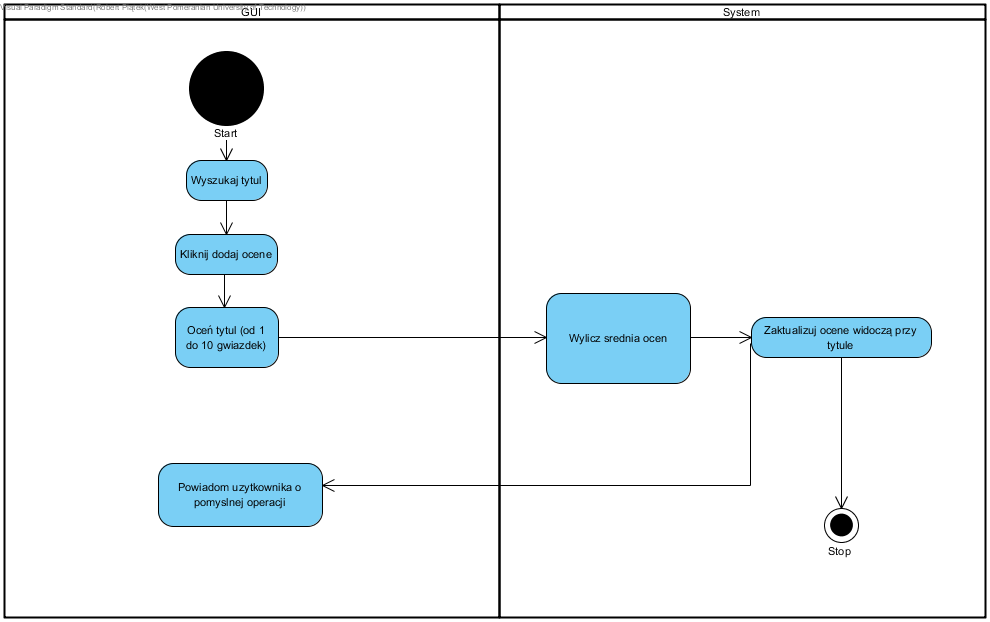 Visual Paradigm Standard(Robert Piątek(West Pomeranian University of Technology))
GUI
System
Start
Wyszukaj tytul
Kliknij dodaj ocene
Oceń tytul (od 1
do 10 gwiazdek)
Wylicz srednia ocen
Zaktualizuj ocene widoczą przy
tytule
Powiadom uzytkownika o
pomyslnej operacji
Stop